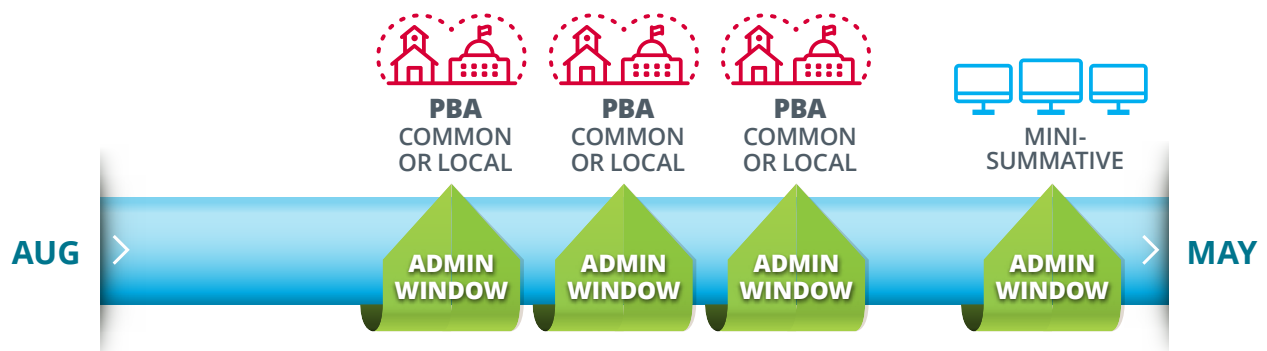 PBA
COMMON
OR LOCAL
PBA
COMMON
OR LOCAL
PBA
COMMON
OR LOCAL
MINI-
SUMMATIVE
AUG
ADMIN
WINDOW
ADMIN
WINDOW
ADMIN
WINDOW
ADMIN
WINDOW
MAY